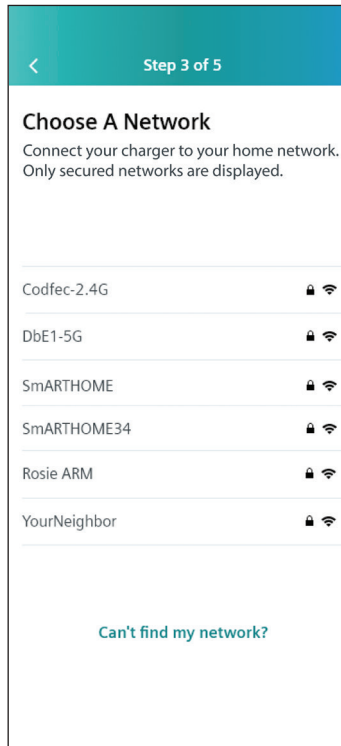 Step 3 of 5
Choose A Network
Connect your charger to your home network.
Only secured networks are displayed.
Codfec-2.4G
DbE1-5G
SmARTHOME
SmARTHOME34
Rosie ARM
YourNeighbor
Can't find my network?